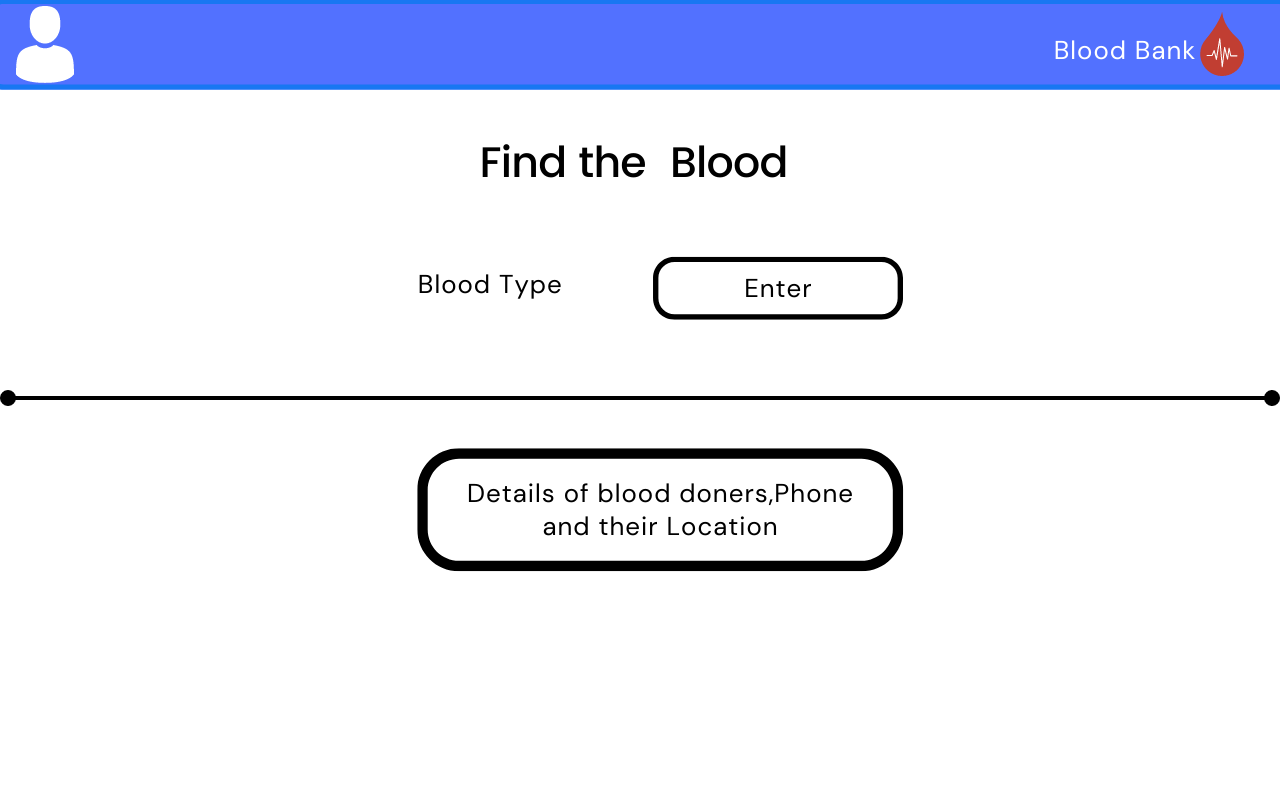 Blood Bank
Find the  Blood
Blood Type
Enter
Details of blood doners,Phone
and their Location